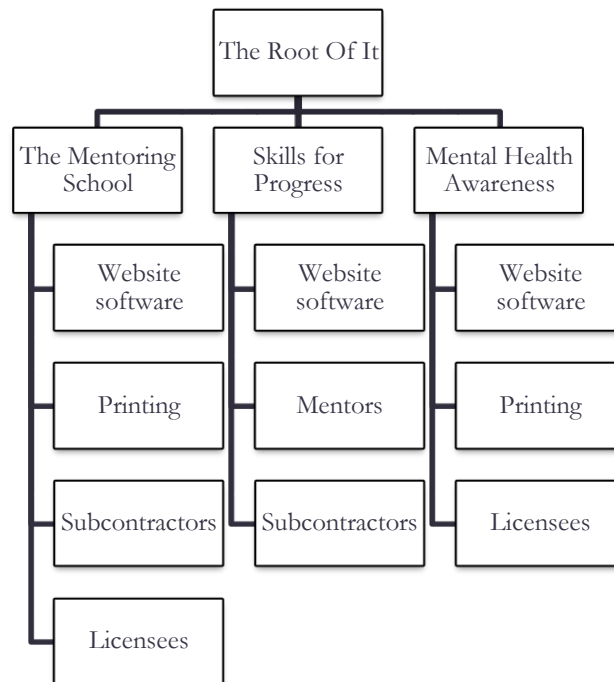 The Root Of It
The Mentoring
School
Skills for
Progress
Mental Health
Awareness
Website
software
Printing
Subcontractors
Licensees
Website
software
Mentors
Subcontractors
Website
software
Printing
Licensees